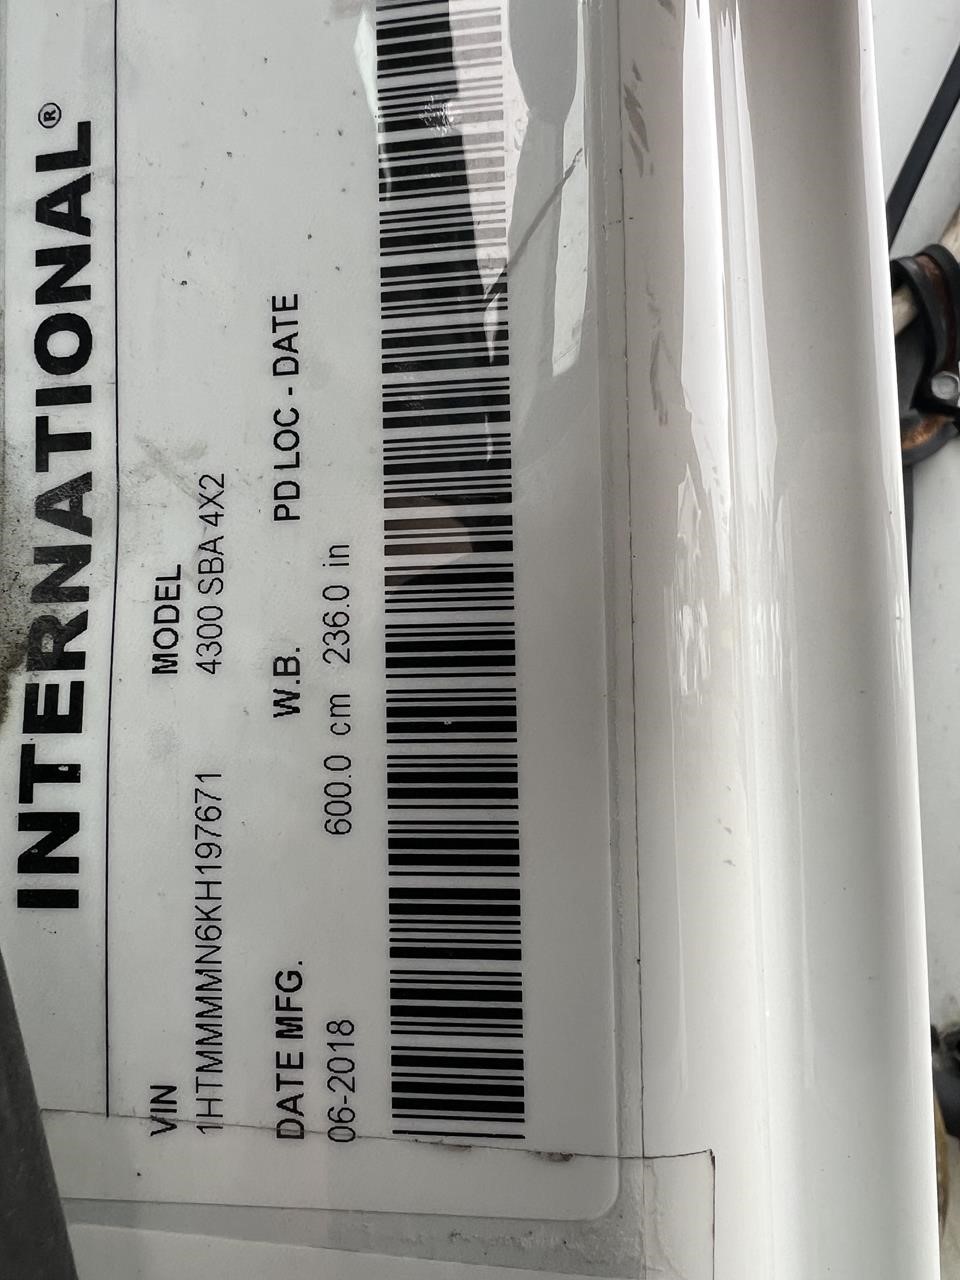 INTERNATIONAL®
VIN MODEL
1HTMMMMN6KH197671 4300 SBA 4X2
DATE MFG. W.B. PD LOC - DATE
06-2018 600.0 cm 236.0 in